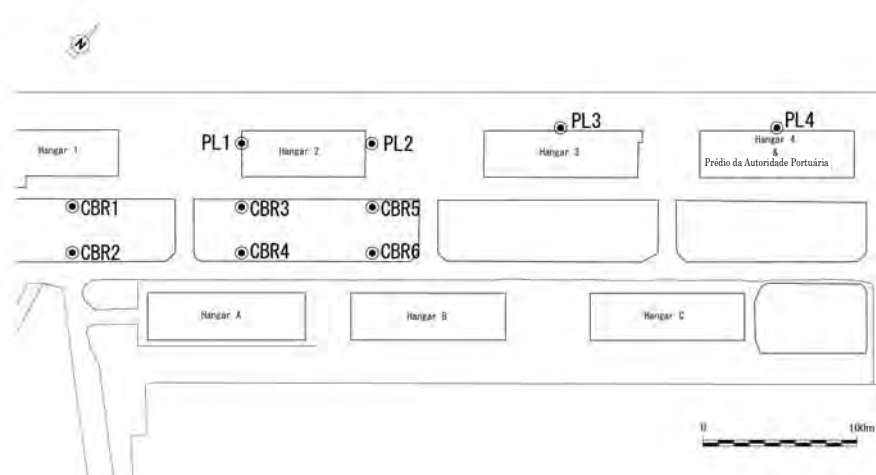 N
PL3
PL4
PL1
PL2
Hangar 1
Hangar 2
Hangar 3
Hangar 4
&
Prédio da Autoridade Portuária
CBR1
CBR3
CBR5
CBR2
CBR4
CBR6
Hangar A
Hangar B
Hangar C
0
100m